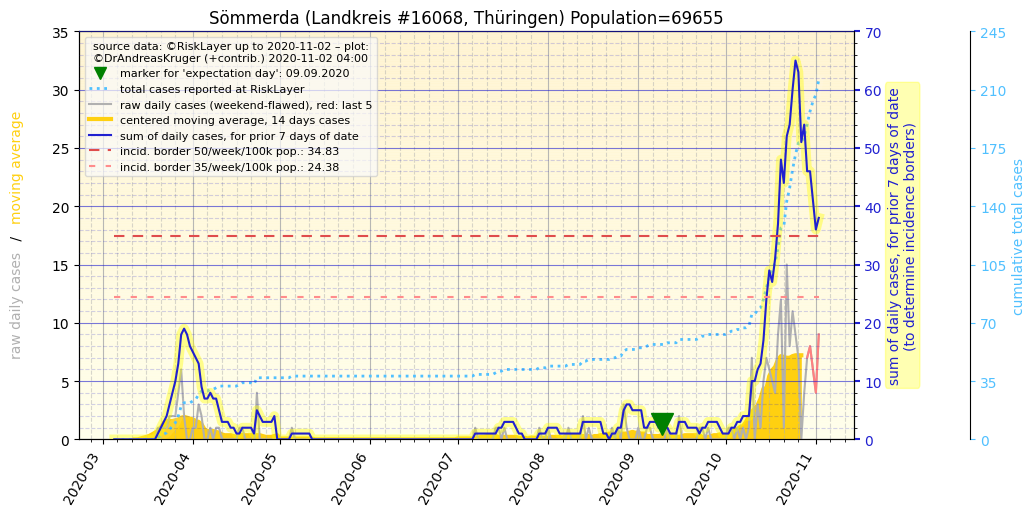 Sömmerda (Landkreis #16068, Thüringen) Population=69655
source data: ©RiskLayer up to 2020-11-02 – plot:
©DrAndreasKruger (+contrib.) 2020-11-02 04:00
marker for 'expectation day': 09.09.2020
total cases reported at RiskLayer
raw daily cases (weekend-flawed), red: last 5
centered moving average, 14 days cases
sum of daily cases, for prior 7 days of date
incid. border 50/week/100k pop.: 34.83
incid. border 35/week/100k pop.: 24.38
raw daily cases / moving average
35
30
25
20
15
10
5
0
2020-03
2020-04
2020-05
2020-06
2020-07
2020-08
2020-09
2020-10
2020-11
70
60
50
40
30
20
10
0
sum of daily cases, for prior 7 days of date
(to determine incidence borders)
245
210
175
140
105
70
35
0
cumulative total cases